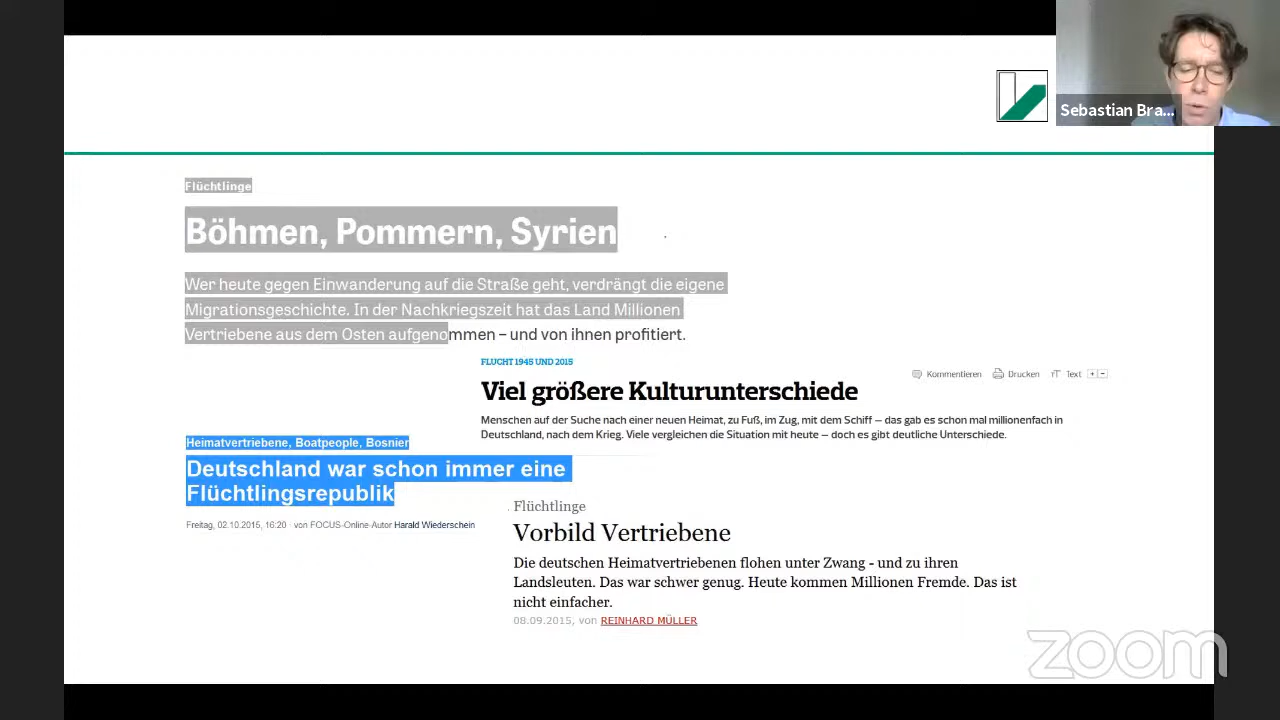 Sebastian Bra...
Flüchtlinge
Böhmen, Pommern, Syrien
Wer heute gegen Einwanderung auf die Straße geht, verdrängt die eigene
Migrationsgeschichte. In der Nachkriegszeit hat das Land Millionen
Vertriebene aus dem Osten aufgenommen – und von ihnen profitiert.
FLUCHT 1945 UND 2015
Viel größere Kulturunterschiede
Kommentieren Drucken Text + −
Menschen auf der Suche nach einer neuen Heimat, zu Fuß, im Zug, mit dem Schiff – das gab es schon mal millionenfach in
Deutschland, nach dem Krieg. Viele vergleichen die Situation mit heute – doch es gibt deutliche Unterschiede.
Heimatvertriebene, Boatpeople, Bosnier
Deutschland war schon immer eine
Flüchtlingsrepublik
Freitag, 02.10.2015, 16:20 · von FOCUS-Online-Autor Harald Wiederschein
Flüchtlinge
Vorbild Vertriebene
Die deutschen Heimatvertriebenen flohen unter Zwang - und zu ihren
Landsleuten. Das war schwer genug. Heute kommen Millionen Fremde. Das ist
nicht einfacher.
08.09.2015, von REINHARD MÜLLER
zoom